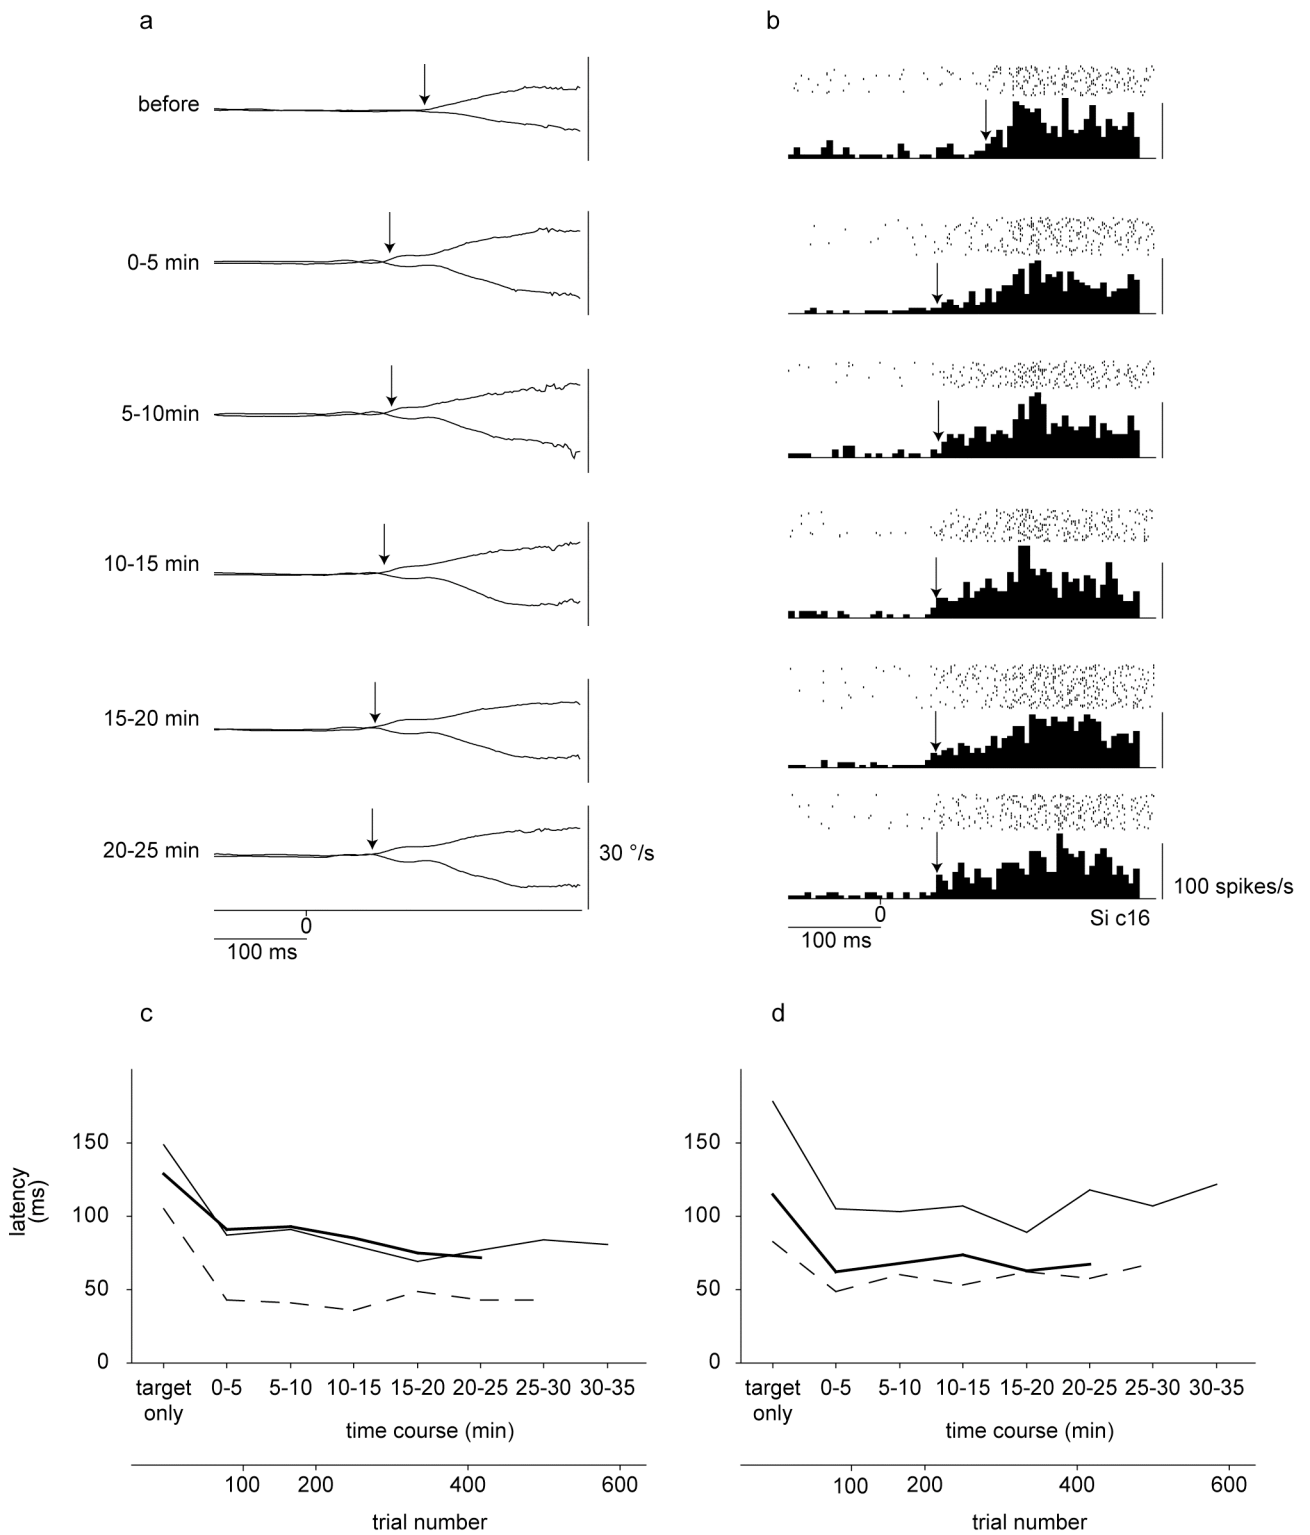 a
b
before
0-5 min
5-10min
10-15 min
15-20 min
20-25 min
30 °/s
100 spikes/s
0
100 ms
0
Si c16
100 ms
c
d
latency
(ms)
150
100
50
0
target
only
0-5
5-10
10-15
15-20
20-25
25-30
30-35
time course (min)
100
200
400
600
trial number
150
100
50
0
target
only
0-5
5-10
10-15
15-20
20-25
25-30
30-35
time course (min)
100
200
400
600
trial number